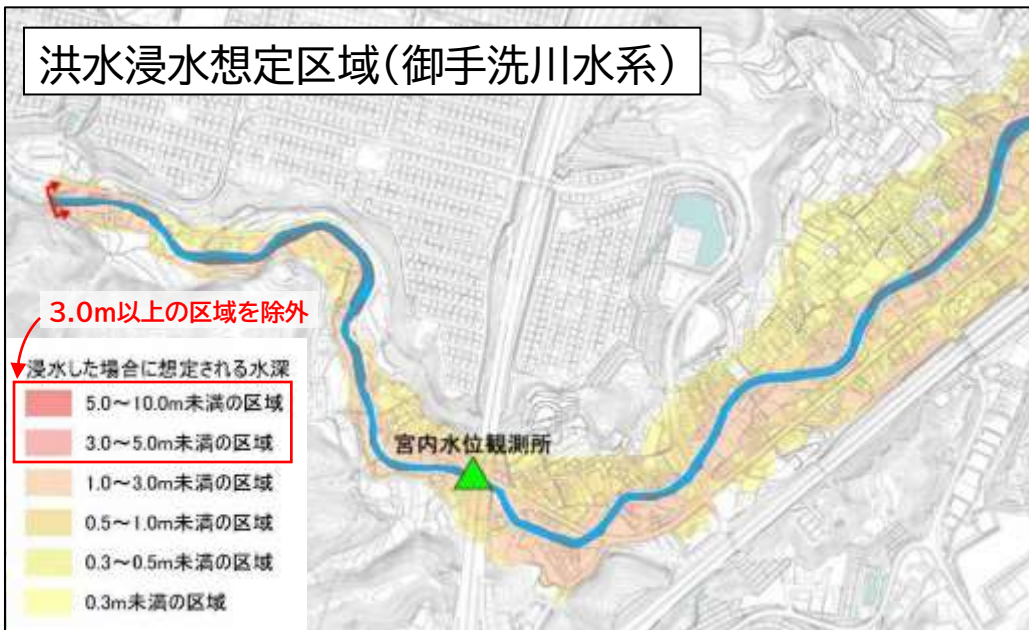 洪水浸水想定区域(御手洗川水系)
3.0m以上の区域を除外
浸水した場合に想定される水深
5.0～10.0m未満の区域
3.0～5.0m未満の区域
1.0～3.0m未満の区域
0.5～1.0m未満の区域
0.3～0.5m未満の区域
0.3m未満の区域
宮内水位観測所